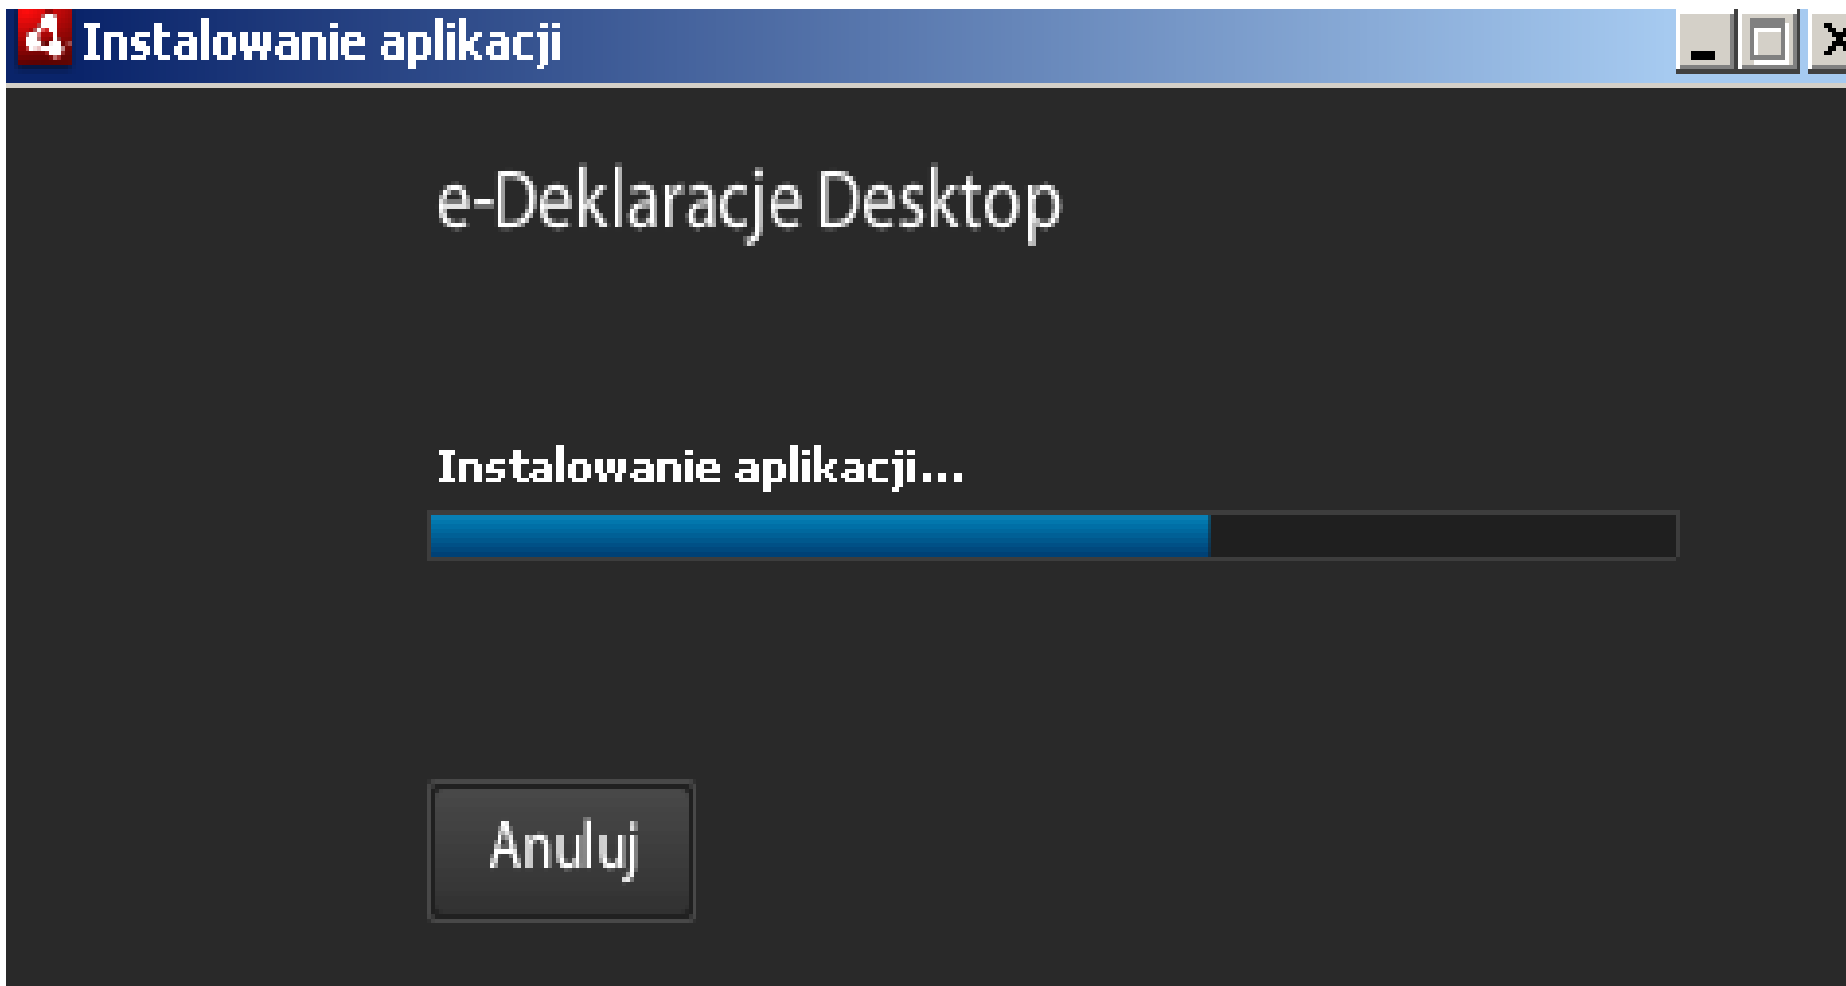 Instalowanie aplikacji
e-Deklaracje Desktop
Instalowanie aplikacji...
Anuluj